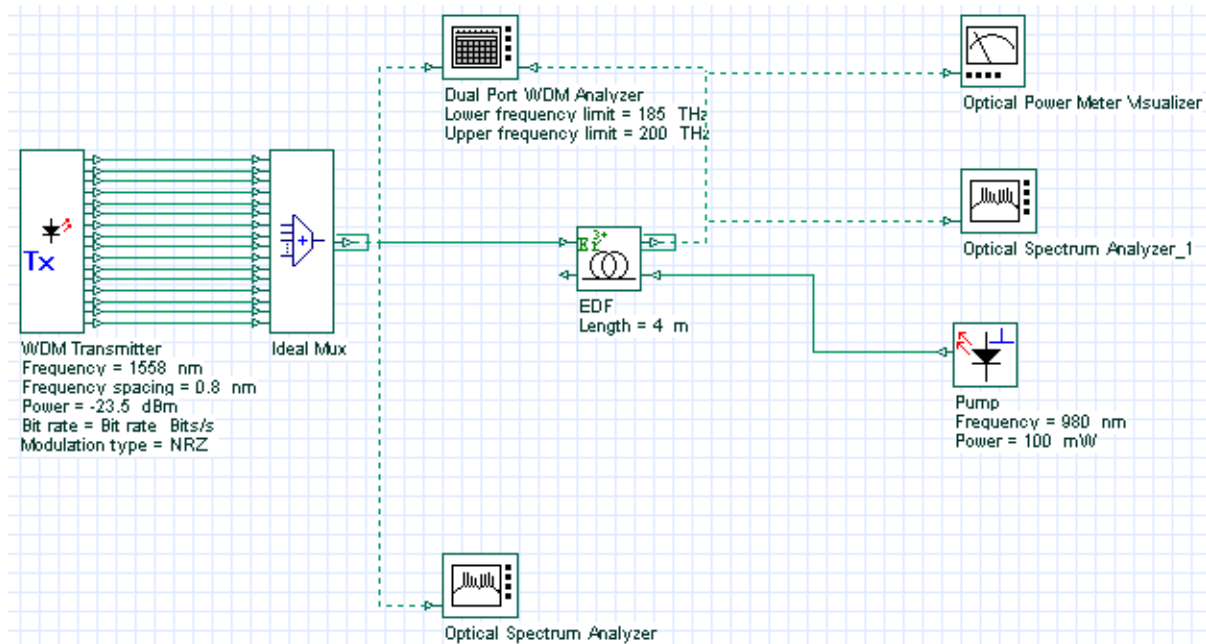 Dual Port WDM Analyzer
Lower frequency limit = 185 THz
Upper frequency limit = 200 THz
Optical Power Meter Visualizer
Tx
WDM Transmitter
Frequency = 1558 nm
Frequency spacing = 0.8 nm
Power = -23.5 dBm
Bit rate = Bit rate Bits/s
Modulation type = NRZ
Ideal Mux
Er 3+
EDF
Length = 4 m
Optical Spectrum Analyzer_1
Pump
Frequency = 980 nm
Power = 100 mW
Optical Spectrum Analyzer